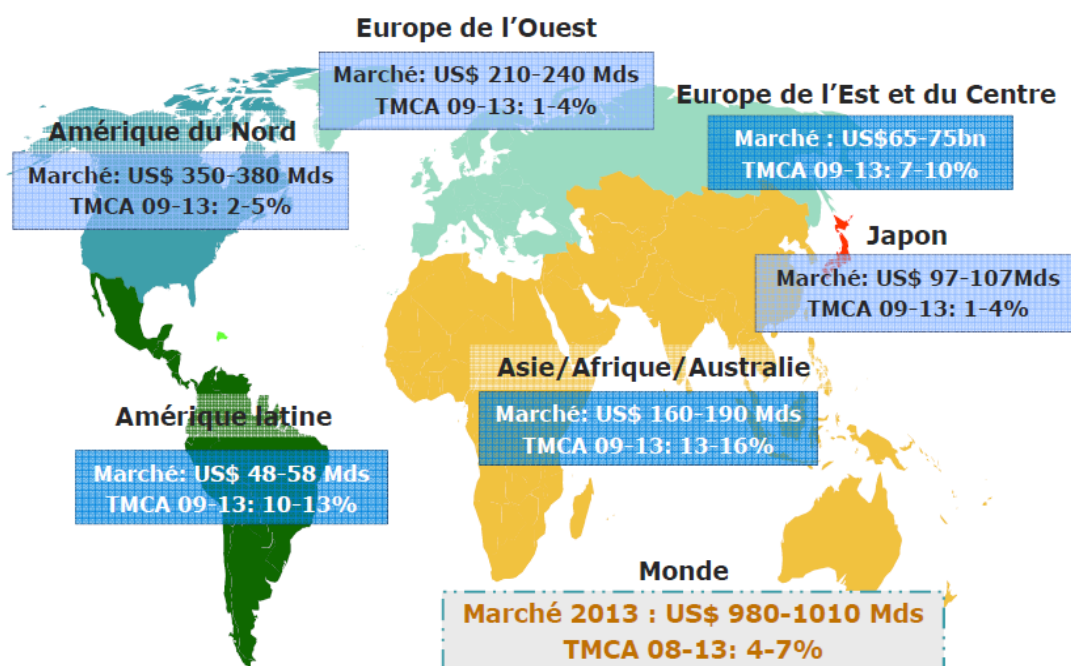 Europe de l’Ouest
Marché: US$ 210-240 Mds
TMCA 09-13: 1-4%
Europe de l’Est et du Centre
Marché : US$65-75bn
TMCA 09-13: 7-10%
Amérique du Nord
Marché: US$ 350-380 Mds
TMCA 09-13: 2-5%
Japon
Marché: US$ 97-107Mds
TMCA 09-13: 1-4%
Asie/Afrique/Australie
Marché: US$ 160-190 Mds
TMCA 09-13: 13-16%
Amérique latine
Marché: US$ 48-58 Mds
TMCA 09-13: 10-13%
Monde
Marché 2013 : US$ 980-1010 Mds
TMCA 08-13: 4-7%